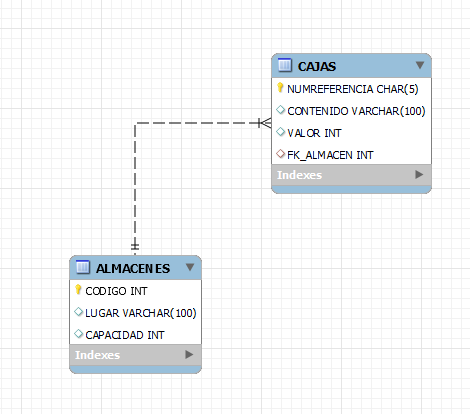 CAJAS
NUMREFERENCIA CHAR(5)
CONTENIDO VARCHAR(100)
VALOR INT
FK_ALMACEN INT
Indexes
ALMACENES
CODIGO INT
LUGAR VARCHAR(100)
CAPACIDAD INT
Indexes